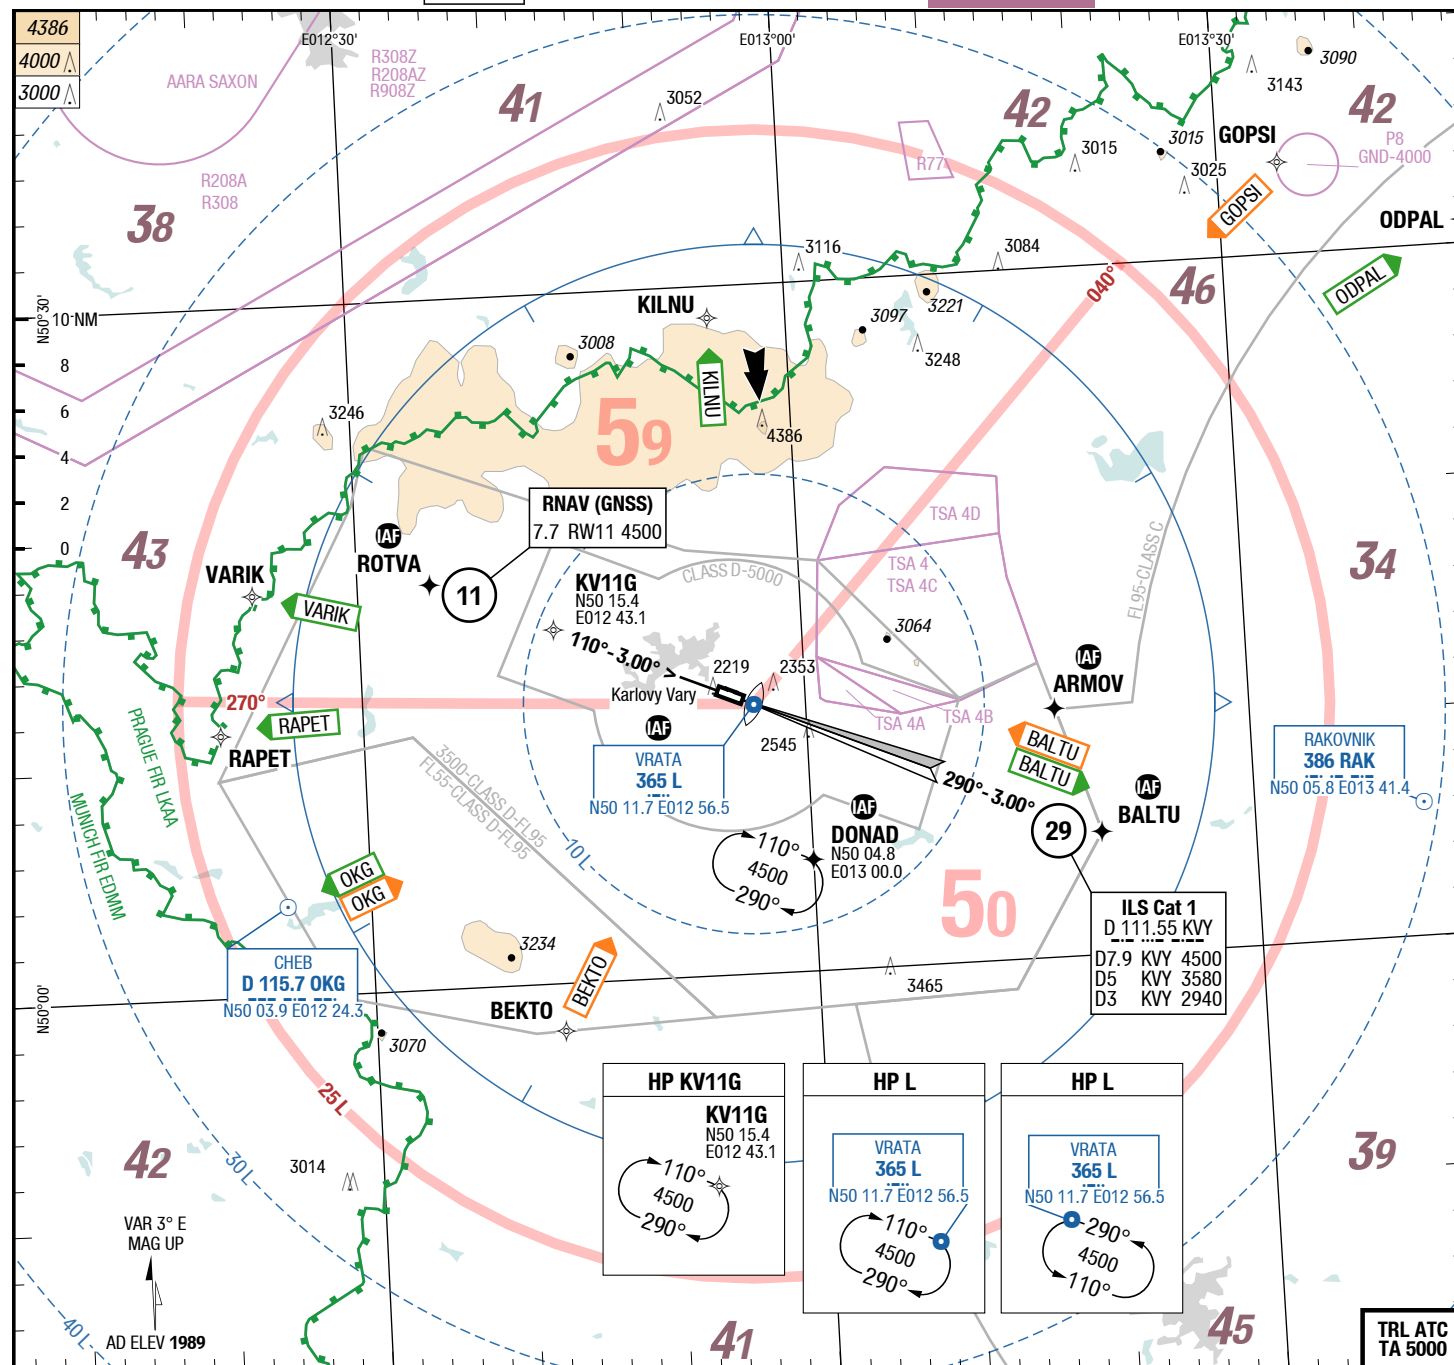 4386
4000
3000
E012°30'
E013°00'
E013°30'
AARA SAXON
R308Z
R208AZ
R908Z
41
3052
42
3090
3143
42
3015
3015
3025
GOPSI
P8
GND-4000
R77
R208A
R308
38
GOPSI
ODPAL
3116
3084
040°
46
ODPAL
N50°30'
10 NM
8
6
4
2
0
KILNU
3221
3097
3248
3008
KILNU
59
4386
3246
RNAV (GNSS)
7.7 RW11 4500
TSA 4D
43
IAF
ROTVA
VARIK
11
CLASS D-5000
TSA 4
TSA 4C
FL95-CLASS C
34
KV11G
N50 15.4
E012 43.1
VARIK
110°-3.00° >
3064
2219
2353
Karlovy Vary
IAF
ARMOV
270°
RAPET
RAPET
IAF
TSA 4A
TSA 4B
2545
BALTU
BALTU
PRAGUE FIR LKAA
MUNICH FIR EDMM
3500-CLASS D-FL95
FL55-CLASS D-FL95
VRATA
365 L
N50 11.7 E012 56.5
290°-3.00°
IAF
BALTU
RAKOVNIK
386 RAK
N50 05.8 E013 41.4
IAF
DONAD
N50 04.8
E013 00.0
29
10 L
110°
4500
290°
OKG
OKG
50
ILS Cat 1
D 111.55 KVY
D7.9 KVY 4500
D5 KVY 3580
D3 KVY 2940
3234
CHEB
D 115.7 OKG
N50 03.9 E012 24.3
BEKTO
BEKTO
3465
N50°00'
3070
25 L
HP KV11G
KV11G
N50 15.4
E012 43.1
110°
4500
290°
HP L
VRATA
365 L
N50 11.7 E012 56.5
110°
4500
290°
HP L
VRATA
365 L
N50 11.7 E012 56.5
290°
4500
110°
42
30 L
3014
39
VAR 3° E
MAG UP
AD ELEV 1989
40 L
41
45
TRL ATC
TA 5000